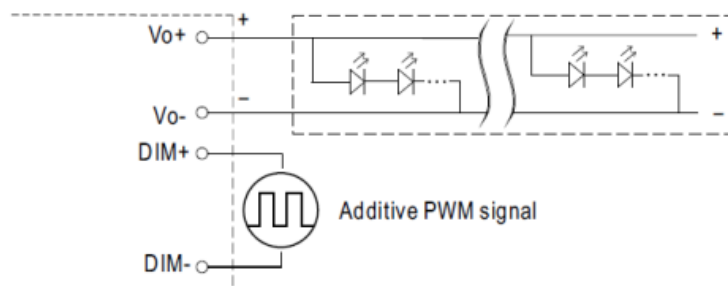 Vo+
+
+
−
Vo-
−
DIM+
Additive PWM signal
DIM-